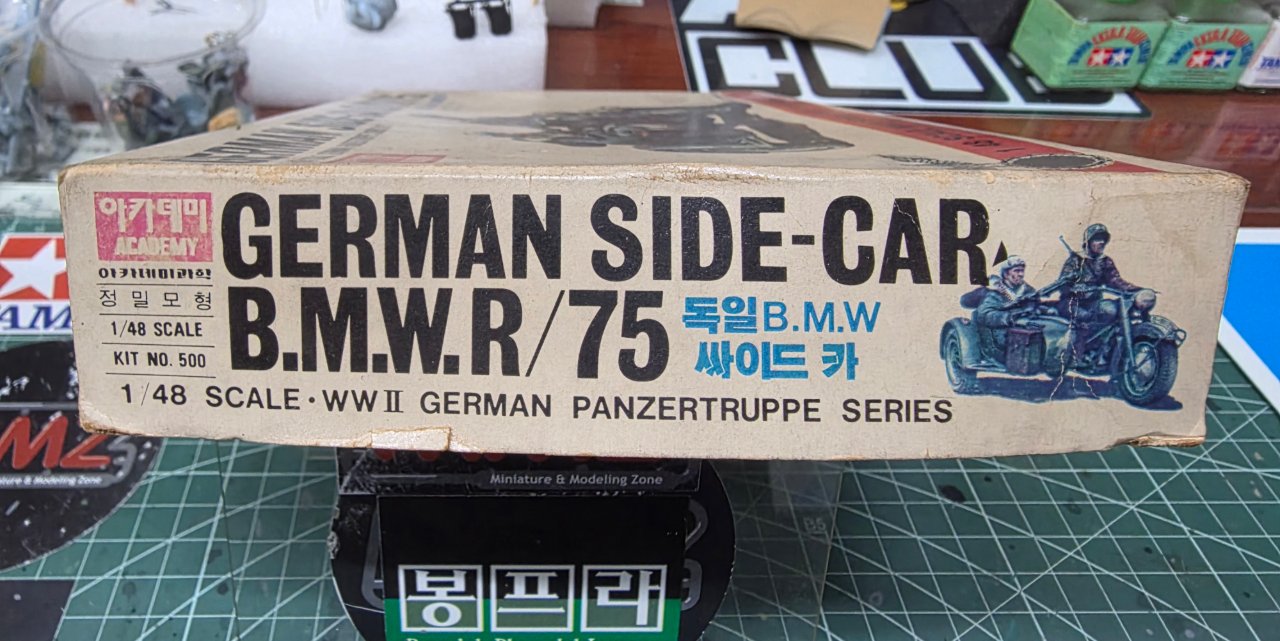 CLUB
아카데미
ACADEMY
아카데미과학
정밀모형
1/48 SCALE
KIT NO. 500
GERMAN SIDE-CAR
B.M.W.R/75
독일B.M.W
싸이드 카
1/48 SCALE·WWⅡ GERMAN PANZERTRUPPE SERIES
Miniature & Modeling Zone
봉프라